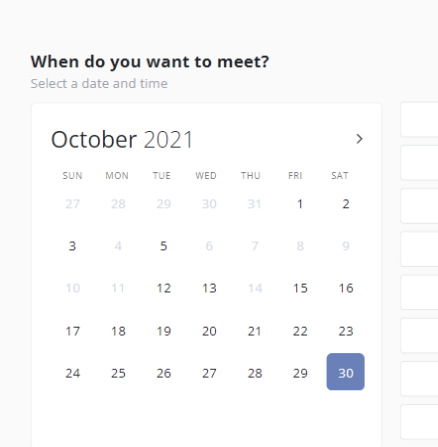 When do you want to meet?
Select a date and time
October 2021
SUN MON TUE WED THU FRI SAT
27 28 29 30 31 1 2
3 4 5 6 7 8 9
10 11 12 13 14 15 16
17 18 19 20 21 22 23
24 25 26 27 28 29 30